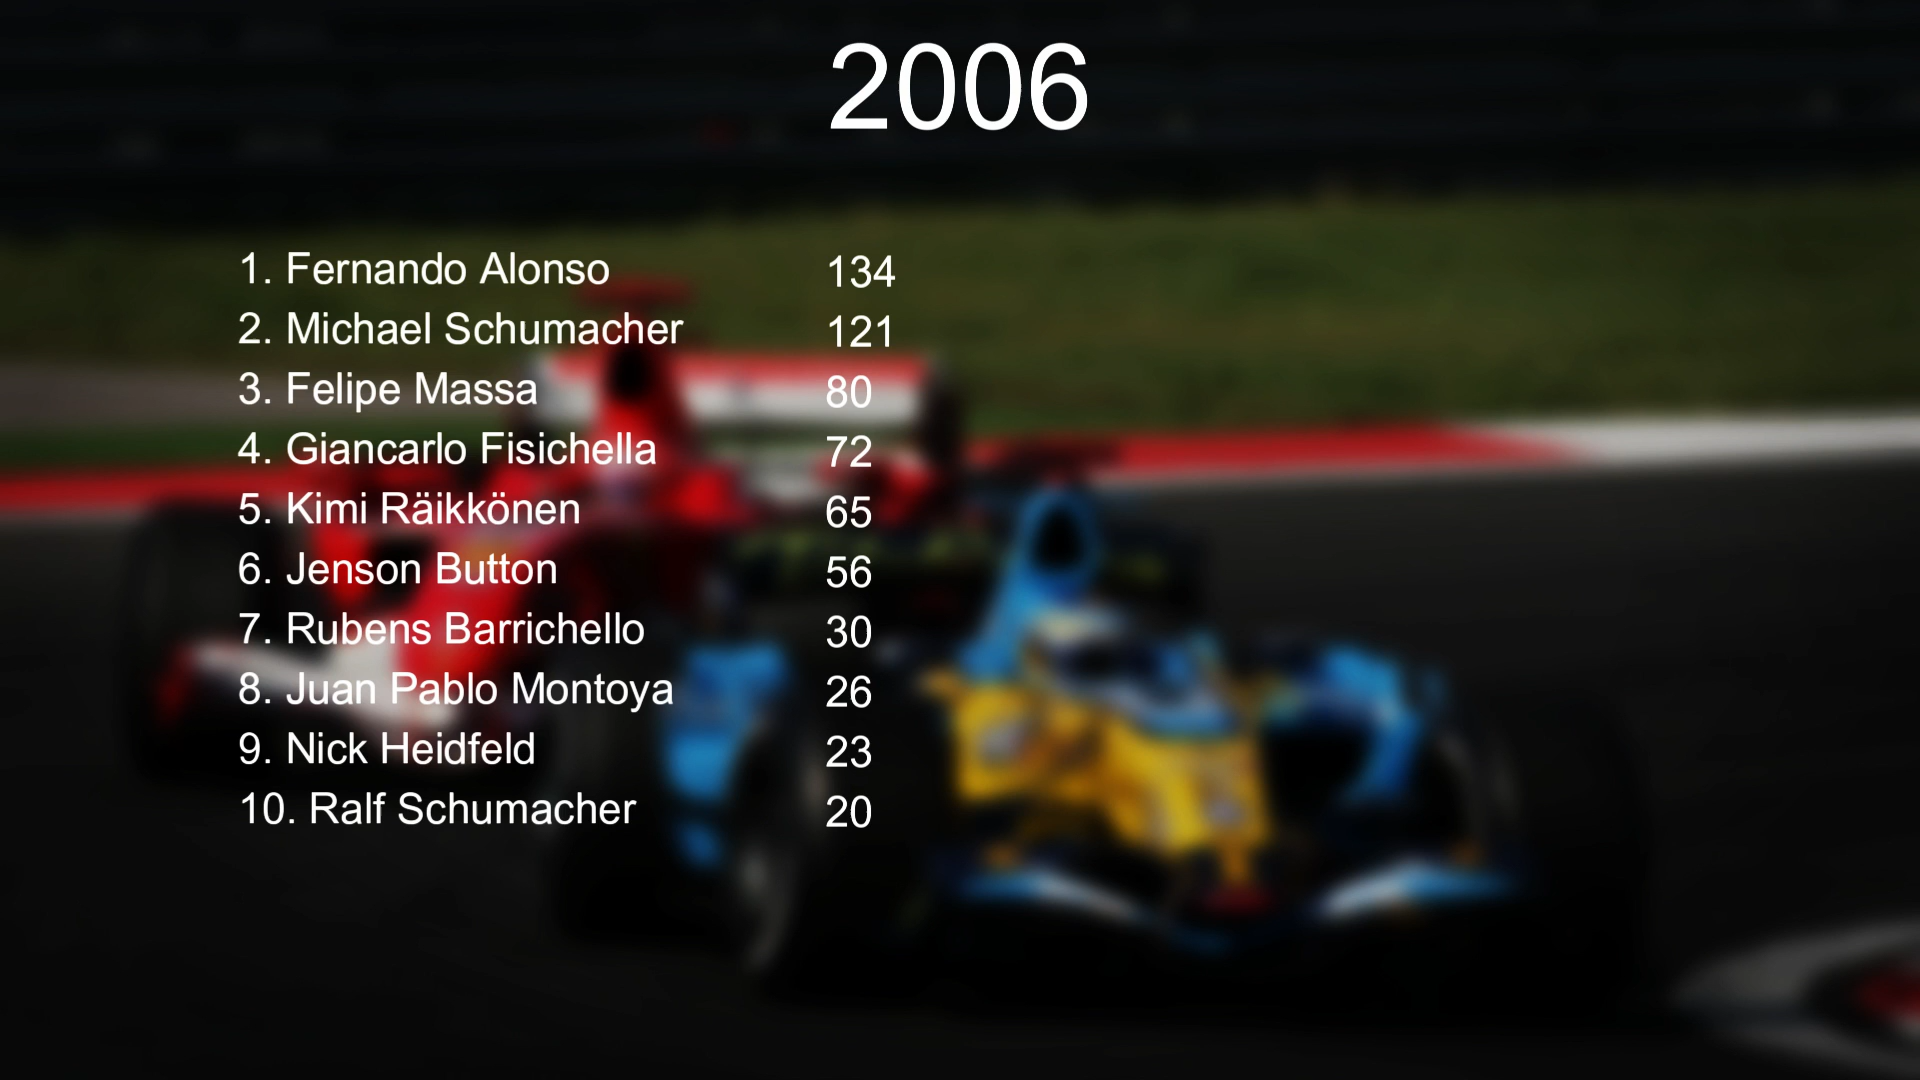 2006
1. Fernando Alonso 134
2. Michael Schumacher 121
3. Felipe Massa 80
4. Giancarlo Fisichella 72
5. Kimi Räikkönen 65
6. Jenson Button 56
7. Rubens Barrichello 30
8. Juan Pablo Montoya 26
9. Nick Heidfeld 23
10. Ralf Schumacher 20